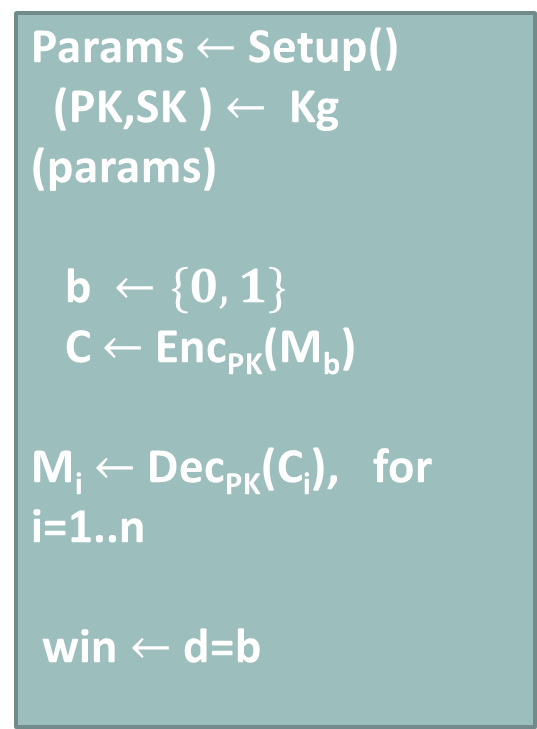 Params ← Setup()
(PK,SK ) ← Kg
(params)
b ← {0, 1}
C ← Enc_PK(M_b)
M_i ← Dec_PK(C_i), for
i=1..n
win ← d=b